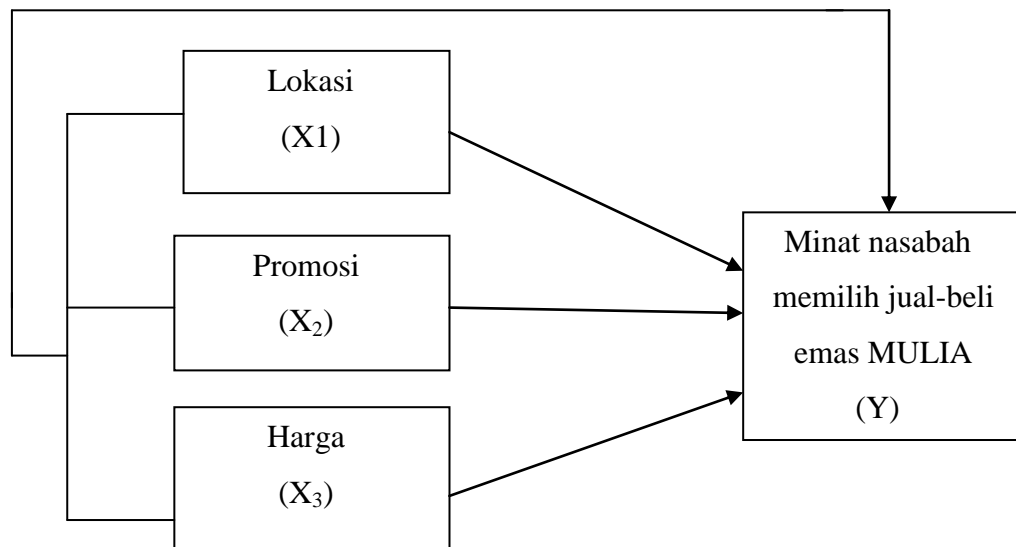 Lokasi
(X1)
Promosi
(X₂)
Harga
(X₃)
Minat nasabah
memilih jual-beli
emas MULIA
(Y)